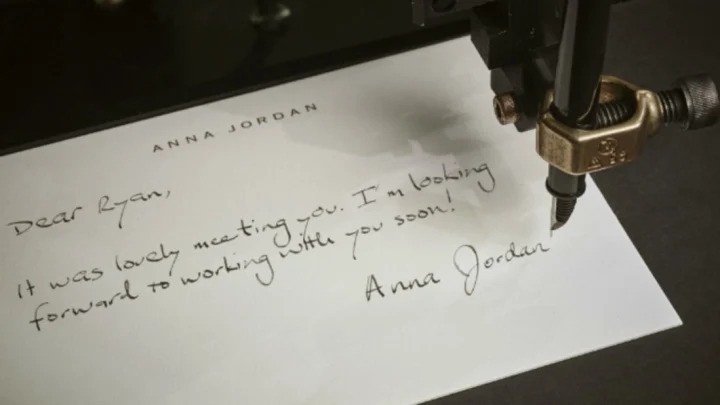 ANNA JORDAN
Dear Ryan,
It was lovely meeting you. I'm looking
forward to working with you soon!
Anna Jordan